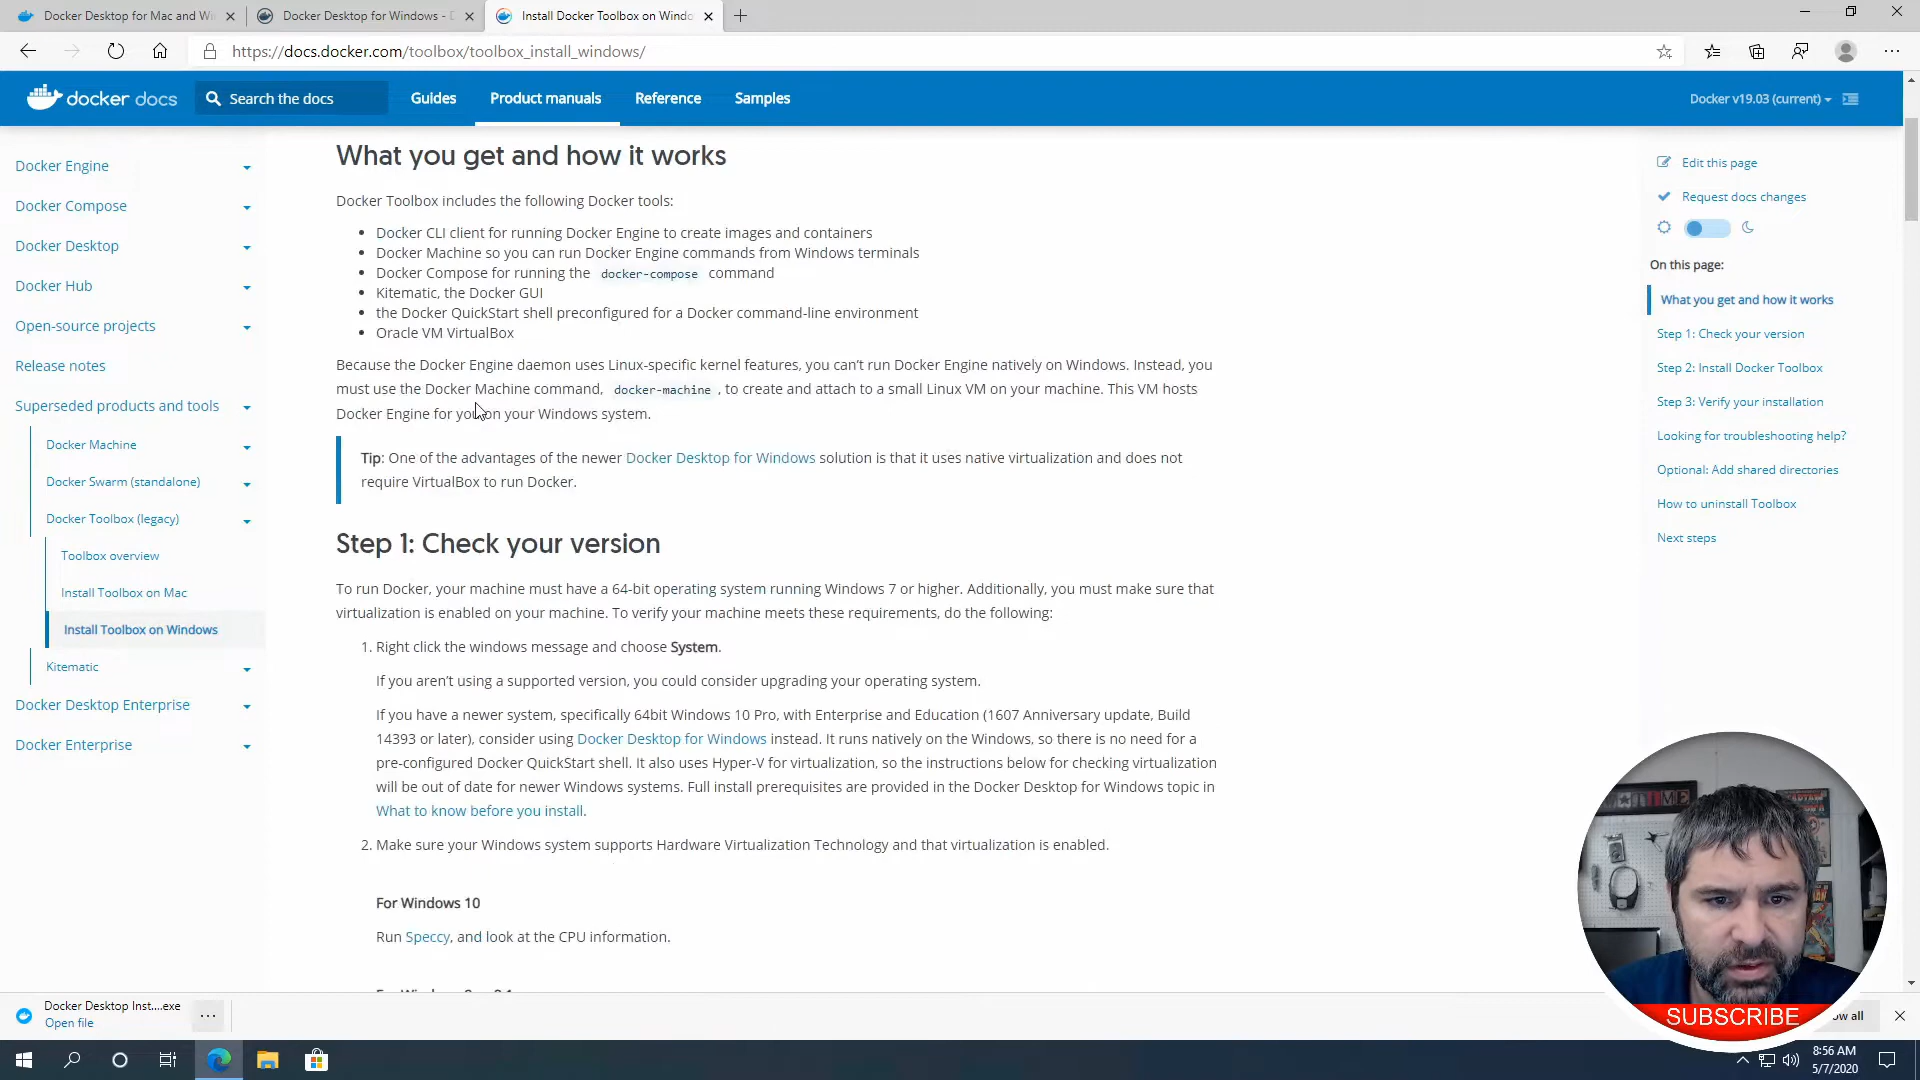 Docker Desktop for Mac and Wi
Docker Desktop for Windows - D
Install Docker Toolbox on Windo
https://docs.docker.com/toolbox/toolbox_install_windows/
docker docs
Search the docs
Guides
Product manuals
Reference
Samples
Docker v19.03 (current)
Docker Engine
Docker Compose
Docker Desktop
Docker Hub
Open-source projects
Release notes
Superseded products and tools
Docker Machine
Docker Swarm (standalone)
Docker Toolbox (legacy)
Toolbox overview
Install Toolbox on Mac
Install Toolbox on Windows
Kitematic
Docker Desktop Enterprise
Docker Enterprise
What you get and how it works
Docker Toolbox includes the following Docker tools:
• Docker CLI client for running Docker Engine to create images and containers
• Docker Machine so you can run Docker Engine commands from Windows terminals
• Docker Compose for running the docker-compose command
• Kitematic, the Docker GUI
• the Docker QuickStart shell preconfigured for a Docker command-line environment
• Oracle VM VirtualBox
Because the Docker Engine daemon uses Linux-specific kernel features, you can't run Docker Engine natively on Windows. Instead, you
must use the Docker Machine command, docker-machine , to create and attach to a small Linux VM on your machine. This VM hosts
Docker Engine for you on your Windows system.
Tip: One of the advantages of the newer Docker Desktop for Windows solution is that it uses native virtualization and does not
require VirtualBox to run Docker.
Step 1: Check your version
To run Docker, your machine must have a 64-bit operating system running Windows 7 or higher. Additionally, you must make sure that
virtualization is enabled on your machine. To verify your machine meets these requirements, do the following:
1. Right click the windows message and choose System.
If you aren't using a supported version, you could consider upgrading your operating system.
If you have a newer system, specifically 64bit Windows 10 Pro, with Enterprise and Education (1607 Anniversary update, Build
14393 or later), consider using Docker Desktop for Windows instead. It runs natively on the Windows, so there is no need for a
pre-configured Docker QuickStart shell. It also uses Hyper-V for virtualization, so the instructions below for checking virtualization
will be out of date for newer Windows systems. Full install prerequisites are provided in the Docker Desktop for Windows topic in
What to know before you install.
2. Make sure your Windows system supports Hardware Virtualization Technology and that virtualization is enabled.
For Windows 10
Run Speccy, and look at the CPU information.
Edit this page
Request docs changes
On this page:
What you get and how it works
Step 1: Check your version
Step 2: Install Docker Toolbox
Step 3: Verify your installation
Looking for troubleshooting help?
Optional: Add shared directories
How to uninstall Toolbox
Next steps
SUBSCRIBE
Docker Desktop Inst....exe
Open file
all
8:56 AM
5/7/2020